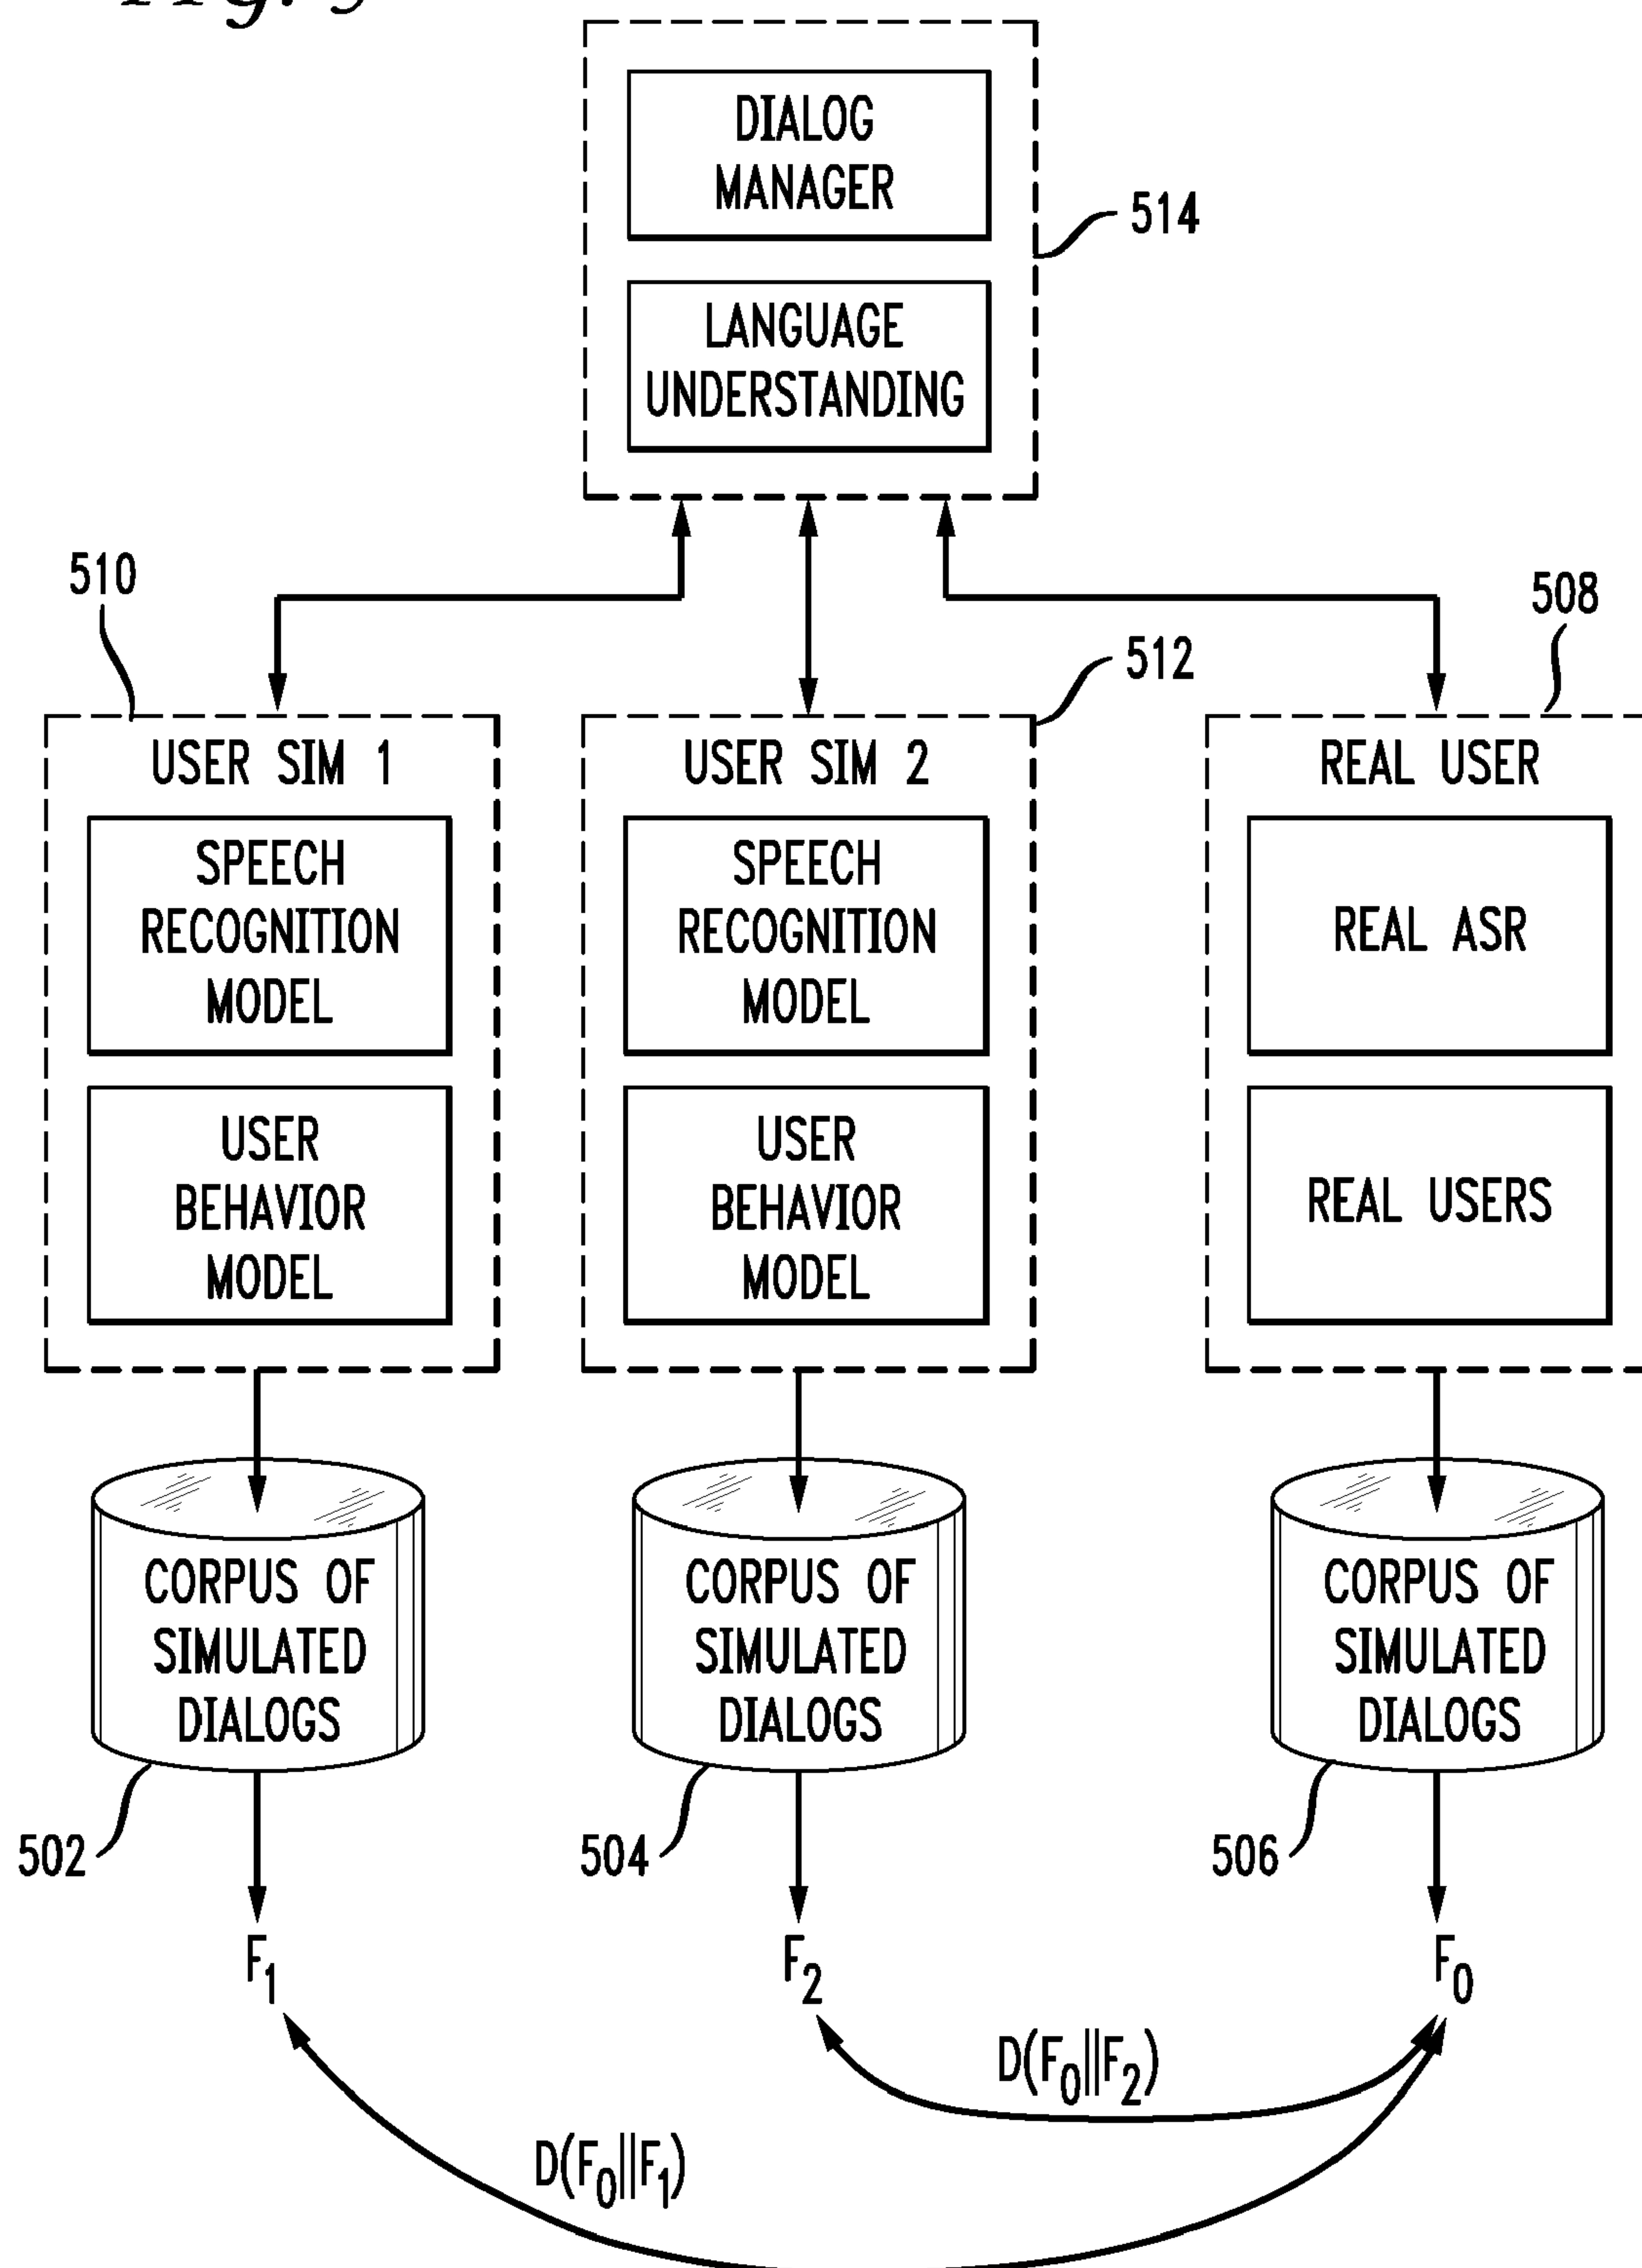 Fig. 5
DIALOG
MANAGER
514
LANGUAGE
UNDERSTANDING
510
508
512
USER SIM 1
USER SIM 2
REAL USER
SPEECH
RECOGNITION
MODEL
SPEECH
RECOGNITION
MODEL
REAL ASR
USER
BEHAVIOR
MODEL
USER
BEHAVIOR
MODEL
REAL USERS
CORPUS OF
SIMULATED
DIALOGS
CORPUS OF
SIMULATED
DIALOGS
CORPUS OF
SIMULATED
DIALOGS
502
504
506
F1
F2
F0
D(F0||F2)
D(F0||F1)